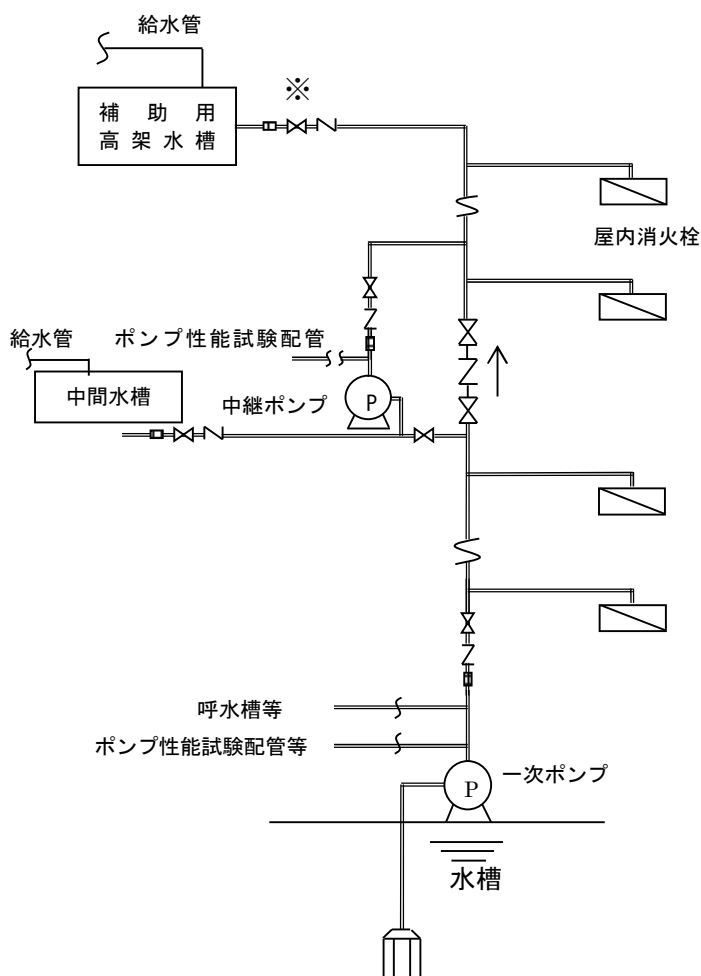 給水管
※
補助用
高架水槽
屋内消火栓
給水管
ポンプ性能試験配管
中間水槽
中継ポンプ
P
呼水槽等
ポンプ性能試験配管等
一次ポンプ
P
水槽